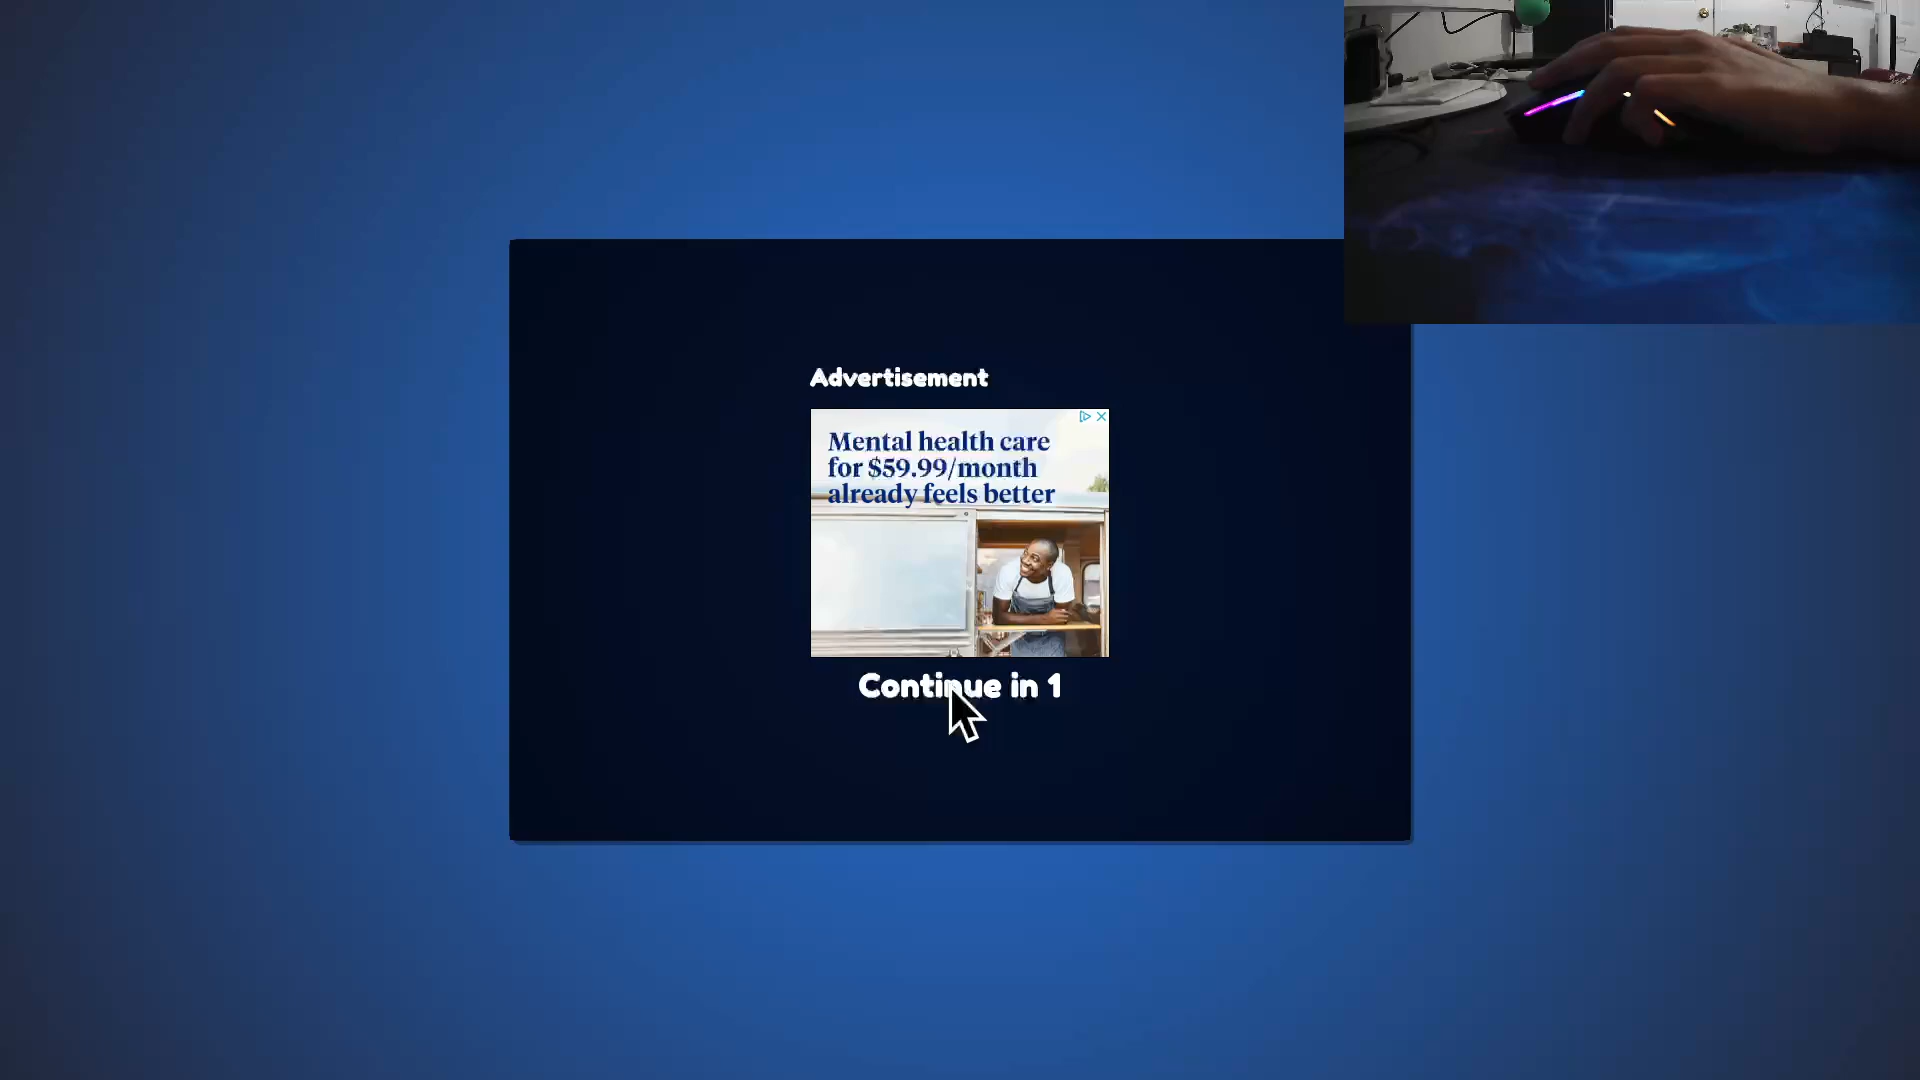 Advertisement
Mental health care
for $59.99/month
already feels better
Continue in 1